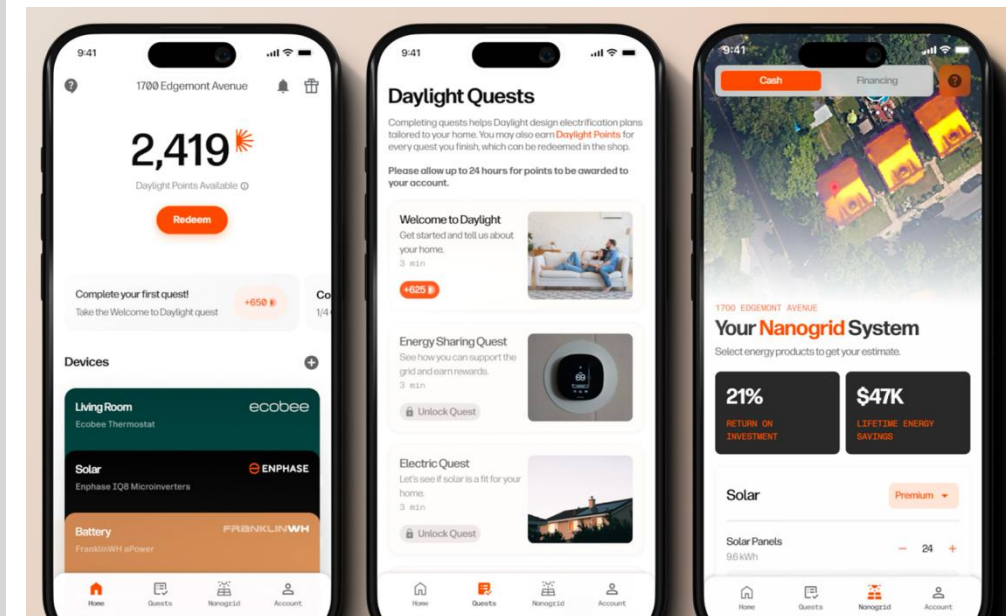 9:41
1700 Edgemont Avenue
2,419
Daylight Points Available
Redeem
Complete your first quest!
Take the Welcome to Daylight quest
+650
Co
1/4
Devices
Living Room
ecobee
Ecobee Thermostat
Solar
ENPHASE
Enphase IQ8 Microinverters
Battery
FRANKLINWH
FranklinWH aPower
Home
Quests
Nonogrid
Account
9:41
Daylight Quests
Completing quests helps Daylight design electrification plans
tailored to your home. You may also earn Daylight Points for
every quest you finish, which can be redeemed in the shop.
Please allow up to 24 hours for points to be awarded to
your account.
Welcome to Daylight
Get started and tell us about
your home.
3 min
+625
Energy Sharing Quest
See how you can support the
grid and earn rewards.
3 min
69
Unlock Quest
Electric Quest
Let's see if solar is a fit for your
home.
3 min
Unlock Quest
Home
Quests
Nonogrid
Account
9:41
Cash
Financing
1700 EDGEMONT AVENUE
Your Nanogrid System
Select energy products to get your estimate.
21%
RETURN ON
INVESTMENT
$47K
LIFETIME ENERGY
SAVINGS
Solar
Premium
Solar Panels
9.6 kWh
24
Home
Quests
Nonogrid
Account